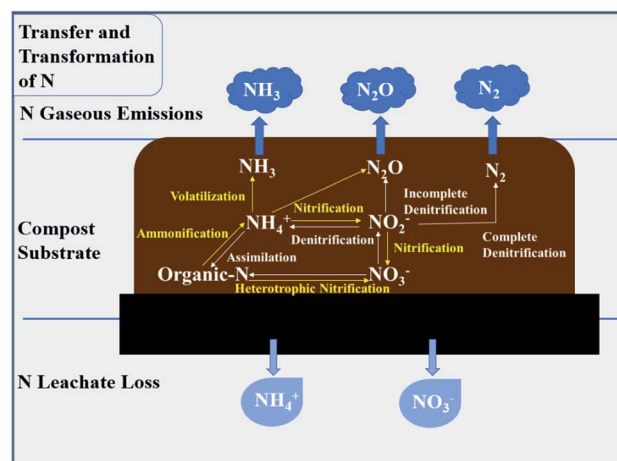 Transfer and
Transformation
of N
N Gaseous Emissions
NH₃
N₂O
N₂
Compost
Substrate
NH₃
N₂O
N₂
Volatilization
Incomplete
Denitrification
NH₄⁺
Nitrification
NO₂⁻
Ammonification
Denitrification
Nitrification
Complete
Denitrification
Assimilation
Organic-N
NO₃⁻
Heterotrophic Nitrification
N Leachate Loss
NH₄⁺
NO₃⁻